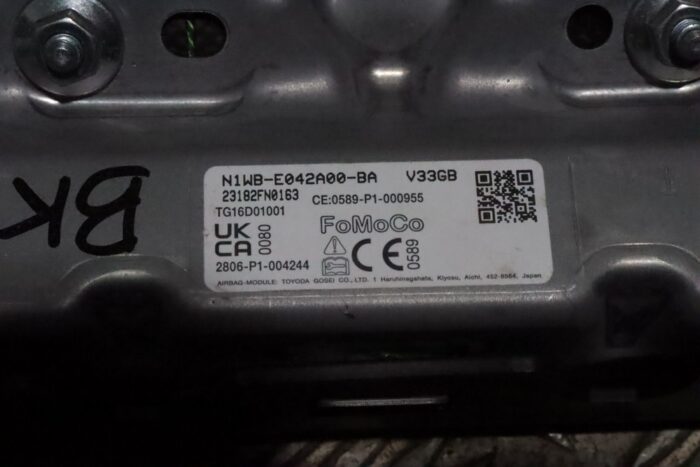 N1WB-E042A00-BA V33GB
23182FN0163 CE:0589-P1-000955
TG16D01001 FoMoCo
UK
CA 0080
CE 0589
2806-P1-004244
AIRBAG-MODULE: TOYODA GOSEI CO., LTD. 1 Haruhinagahata, Kiyosu, Aichi, 452-8564, Japan
BK